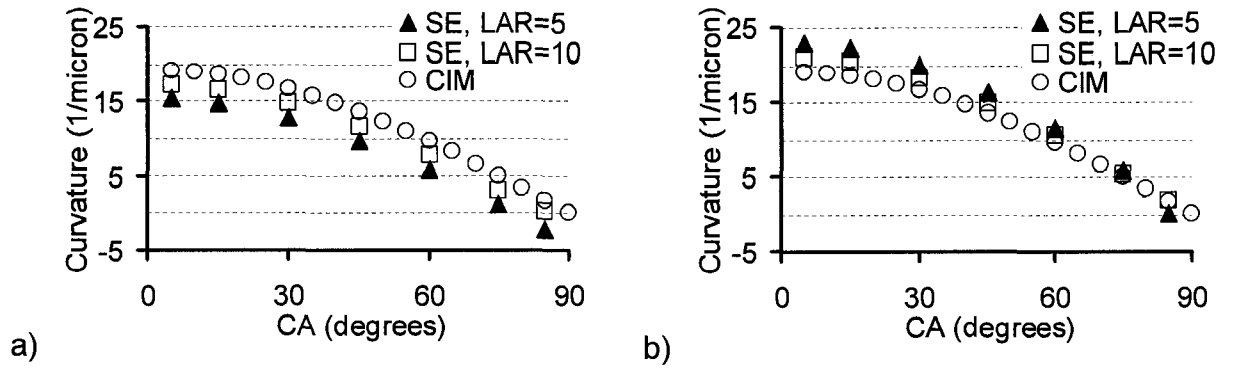 25
15
5
-5
Curvature (1/micron)
▲ SE, LAR=5
□ SE, LAR=10
○ CIM
0 30 60 90
CA (degrees)
a)
25
15
5
-5
Curvature (1/micron)
▲ SE, LAR=5
□ SE, LAR=10
○ CIM
0 30 60 90
CA (degrees)
b)